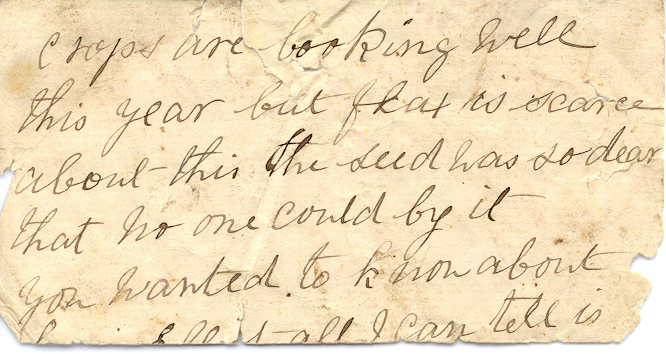 crops are looking well
this year but flax is scarce
about this the seed was so dear
that no one could by it
you wanted to know about
all I can tell is